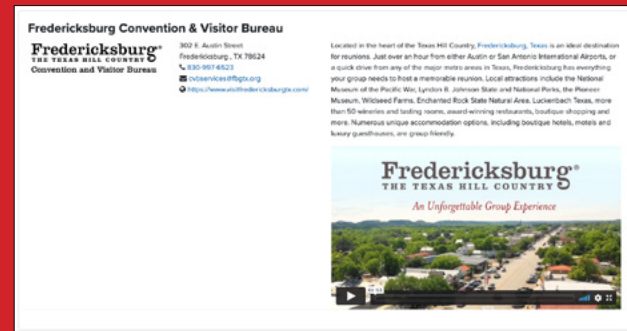 Fredericksburg Convention & Visitor Bureau
Fredericksburg®
THE TEXAS HILL COUNTRY
Convention and Visitor Bureau
302 E. Austin Street
Fredericksburg , TX 78624
830-997-6523
cvbservices@fbgtx.org
https://www.visitfredericksburgtx.com/
Located in the heart of the Texas Hill Country, Fredericksburg, Texas is an ideal destination
for reunions. Just over an hour from either Austin or San Antonio International Airports, or
a quick drive from any of the major metro areas in Texas, Fredericksburg has everything
your group needs to host a memorable reunion. Local attractions include the National
Museum of the Pacific War, Lyndon B. Johnson State and National Parks, the Pioneer
Museum, Wildseed Farms, Enchanted Rock State Natural Area, Luckenbach Texas, more
than 50 wineries and tasting rooms, award-winning restaurants, boutique shopping and
more. Numerous unique accommodation options, including boutique hotels, motels and
luxury guesthouses, are group friendly.
Fredericksburg®
THE TEXAS HILL COUNTRY
An Unforgettable Group Experience